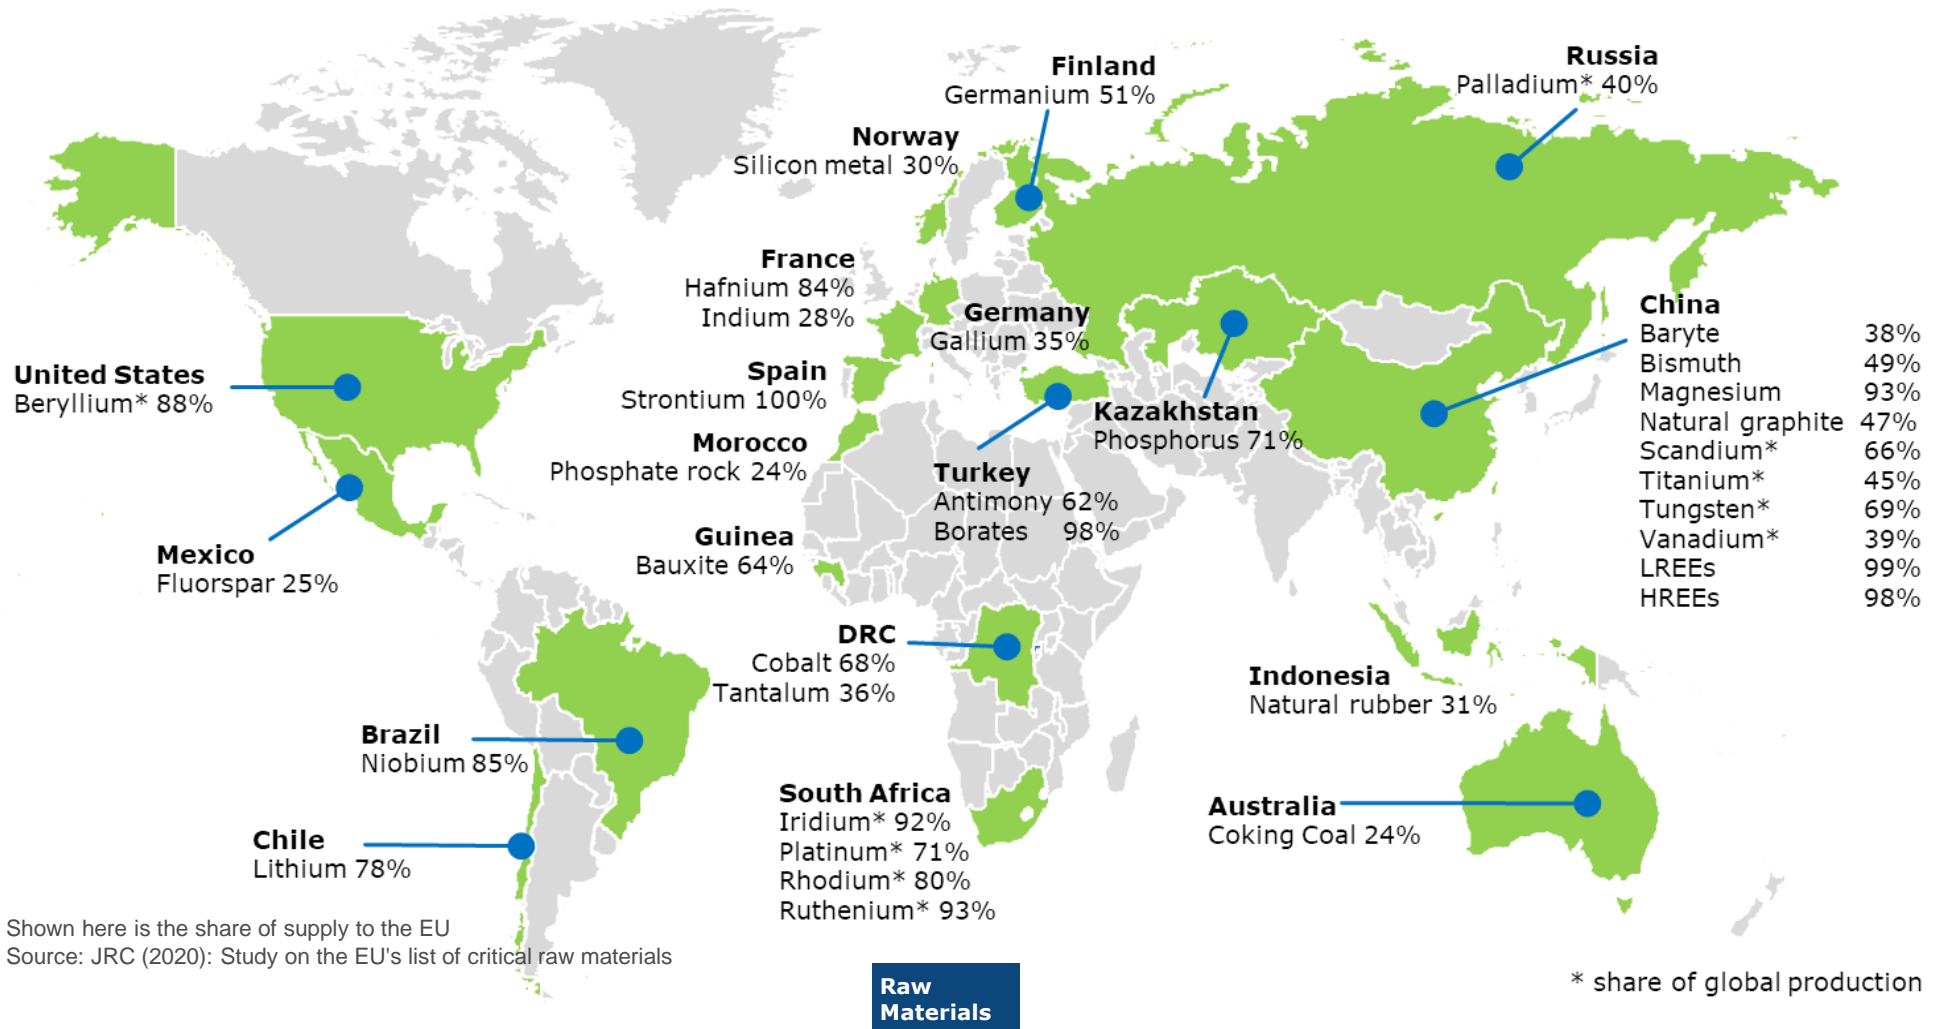 Russia
Palladium* 40%
Finland
Germanium 51%
Norway
Silicon metal 30%
France
Hafnium 84%
Indium 28%
Germany
Gallium 35%
China
Baryte 38%
Bismuth 49%
Magnesium 93%
Natural graphite 47%
Scandium* 66%
Titanium* 45%
Tungsten* 69%
Vanadium* 39%
LREEs 99%
HREEs 98%
United States
Beryllium* 88%
Spain
Strontium 100%
Kazakhstan
Phosphorus 71%
Morocco
Phosphate rock 24%
Turkey
Antimony 62%
Borates 98%
Mexico
Fluorspar 25%
Guinea
Bauxite 64%
DRC
Cobalt 68%
Tantalum 36%
Indonesia
Natural rubber 31%
Brazil
Niobium 85%
South Africa
Iridium* 92%
Platinum* 71%
Rhodium* 80%
Ruthenium* 93%
Australia
Coking Coal 24%
Chile
Lithium 78%
Shown here is the share of supply to the EU
Source: JRC (2020): Study on the EU's list of critical raw materials
* share of global production
Raw
Materials